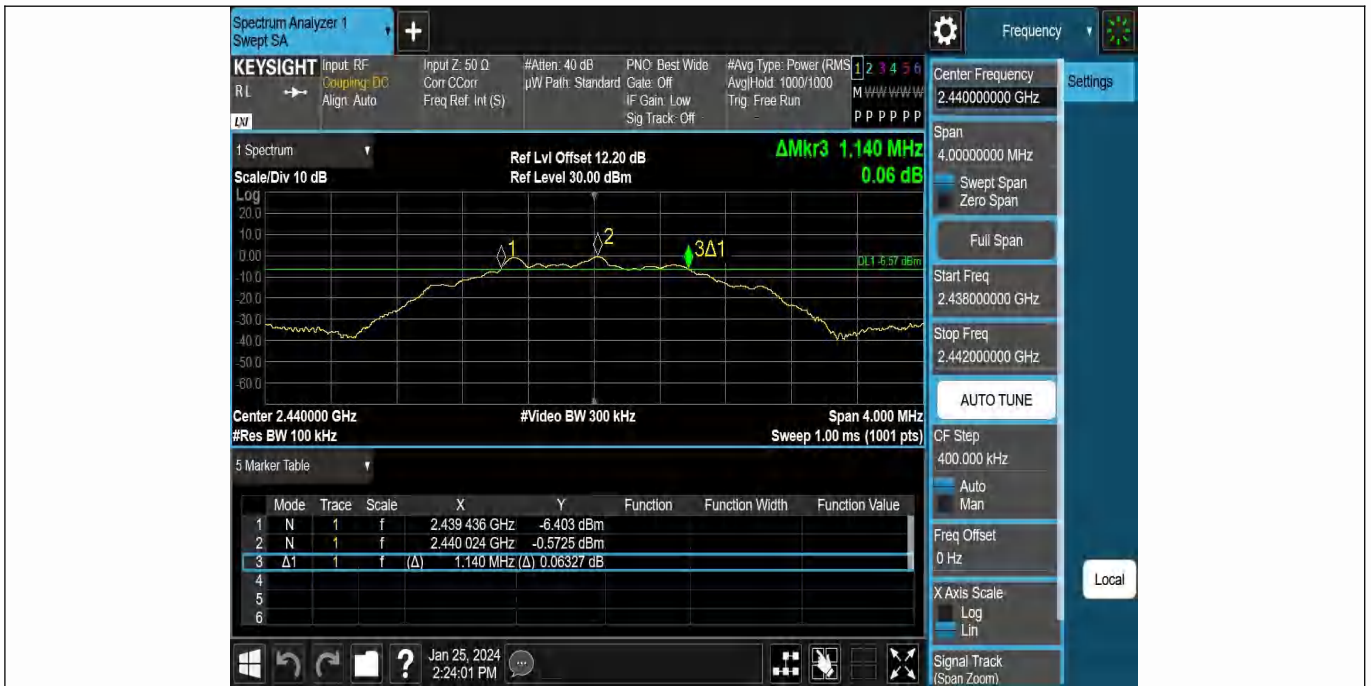 Spectrum Analyzer 1
Swept SA
+
Frequency
KEYSIGHT
RL
LXI
Input: RF
Coupling: DC
Align: Auto
Input Z: 50 Ω
Corr CCorr
Freq Ref: Int (S)
#Atten: 40 dB
µW Path: Standard
PNO: Best Wide
Gate: Off
IF Gain: Low
Sig Track: Off
#Avg Type: Power (RMS
Avg|Hold: 1000/1000
Trig: Free Run
1 2 3 4 5 6
M W W W W W
P P P P P P
1 Spectrum
Scale/Div 10 dB
Ref Lvl Offset 12.20 dB
Ref Level 30.00 dBm
ΔMkr3 1.140 MHz
0.06 dB
Log
20.0
10.0
0.00
-10.0
-20.0
-30.0
-40.0
-50.0
-60.0
1
2
3Δ1
DL1 -6.57 dBm
Center 2.440000 GHz
#Video BW 300 kHz
Span 4.000 MHz
#Res BW 100 kHz
Sweep 1.00 ms (1001 pts)
5 Marker Table
Mode Trace Scale X Y Function Function Width Function Value
1 N 1 f 2.439 436 GHz -6.403 dBm
2 N 1 f 2.440 024 GHz -0.5725 dBm
3 Δ1 1 f (Δ) 1.140 MHz (Δ) 0.06327 dB
4
5
6
Jan 25, 2024
2:24:01 PM
?
Center Frequency
2.440000000 GHz
Settings
Span
4.00000000 MHz
Swept Span
Zero Span
Full Span
Start Freq
2.438000000 GHz
Stop Freq
2.442000000 GHz
AUTO TUNE
CF Step
400.000 kHz
Auto
Man
Freq Offset
0 Hz
X Axis Scale
Log
Lin
Signal Track
(Span Zoom)
Local